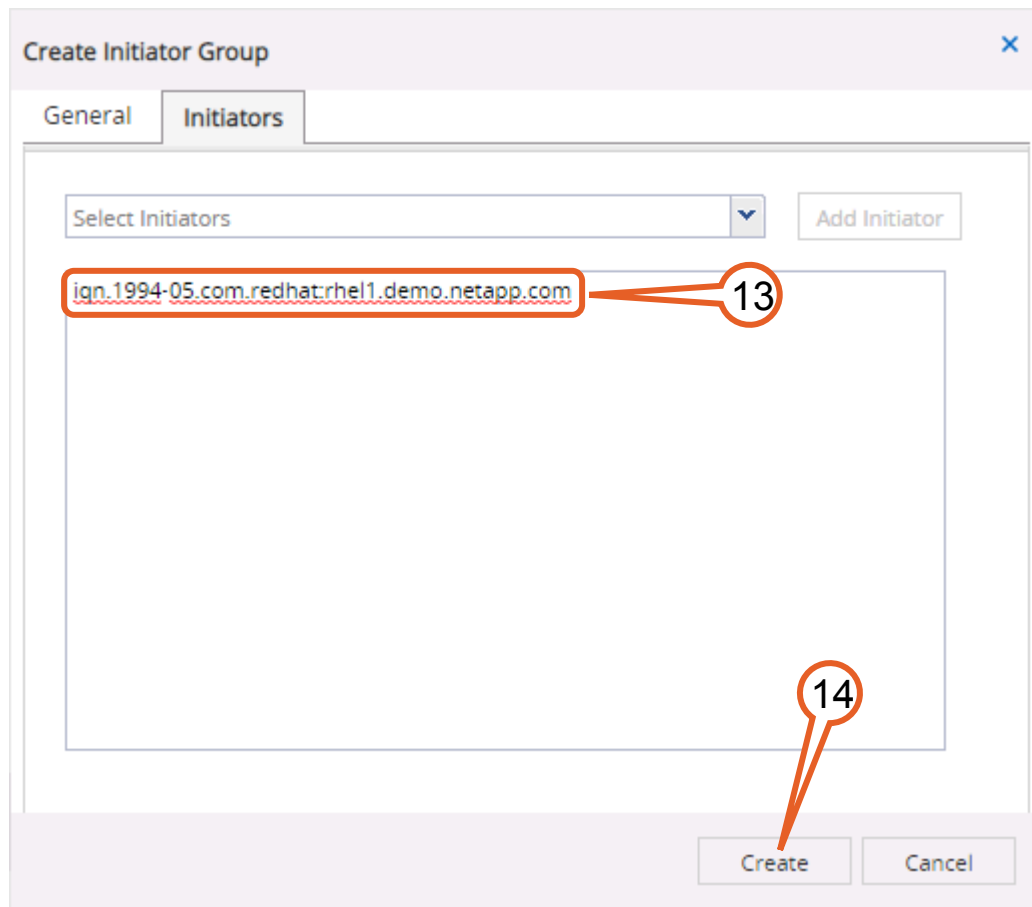 Create Initiator Group
General Initiators
Select Initiators Add Initiator
iqn.1994-05.com.redhat:rhel1.demo.netapp.com 13
14
Create Cancel